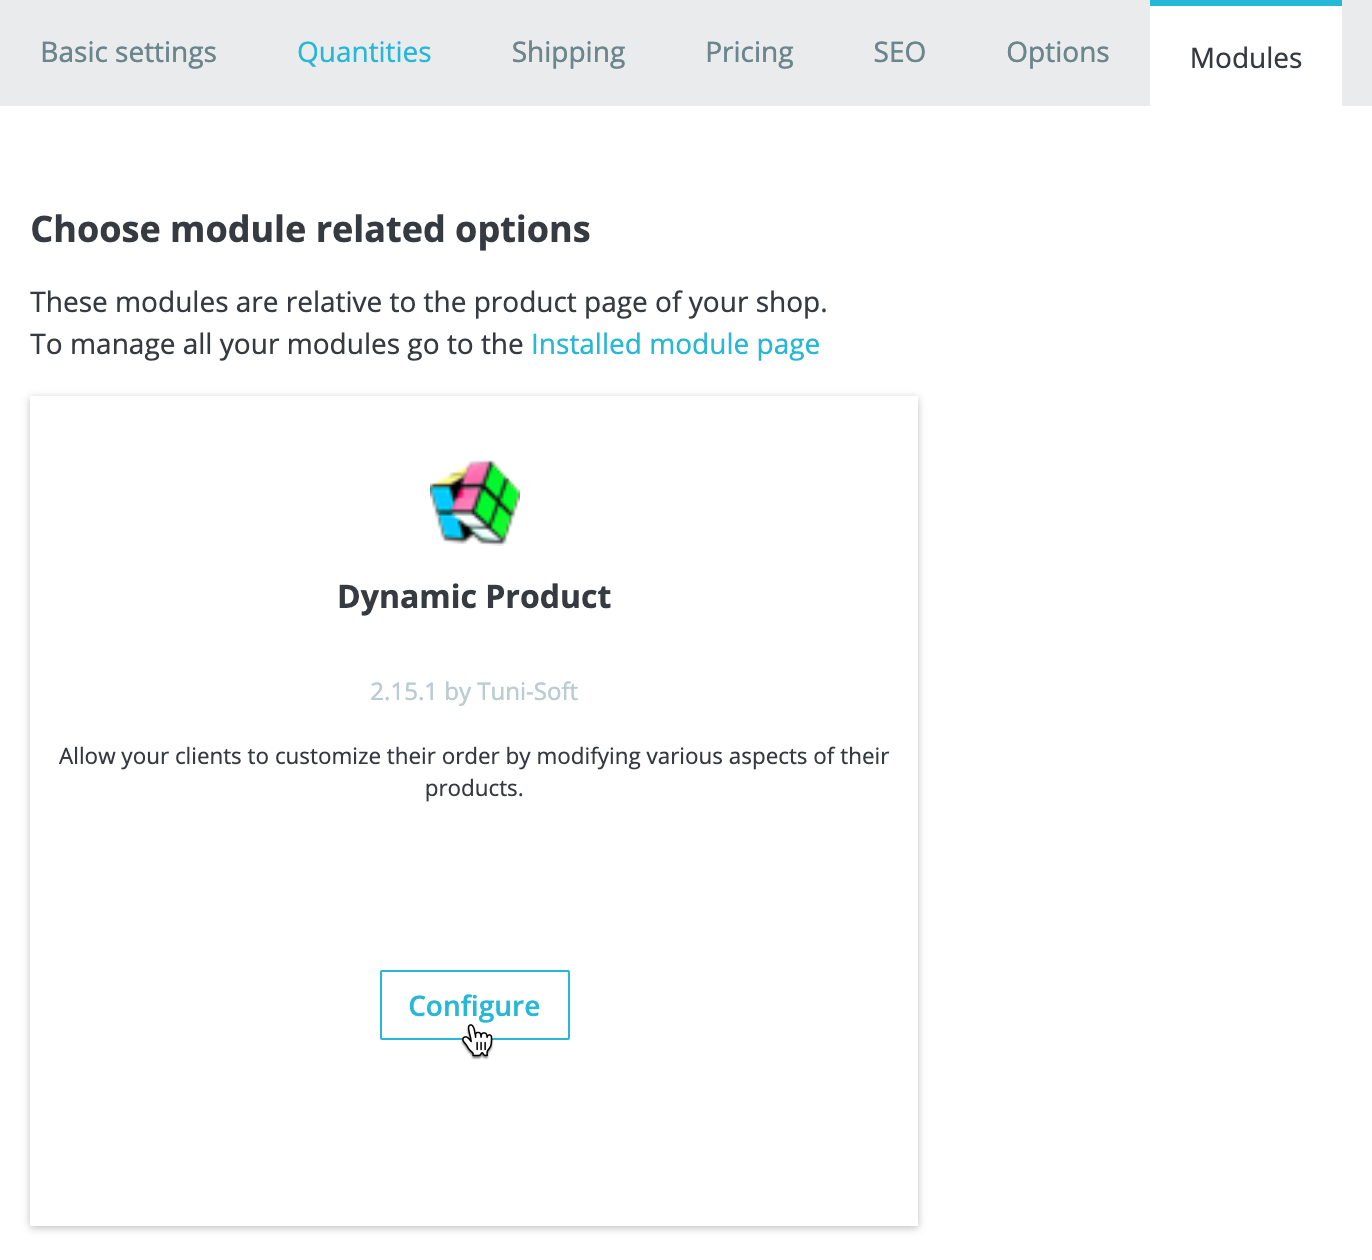 Basic settings Quantities Shipping Pricing SEO Options Modules
Choose module related options
These modules are relative to the product page of your shop.
To manage all your modules go to the Installed module page
Dynamic Product
2.15.1 by Tuni-Soft
Allow your clients to customize their order by modifying various aspects of their
products.
Configure